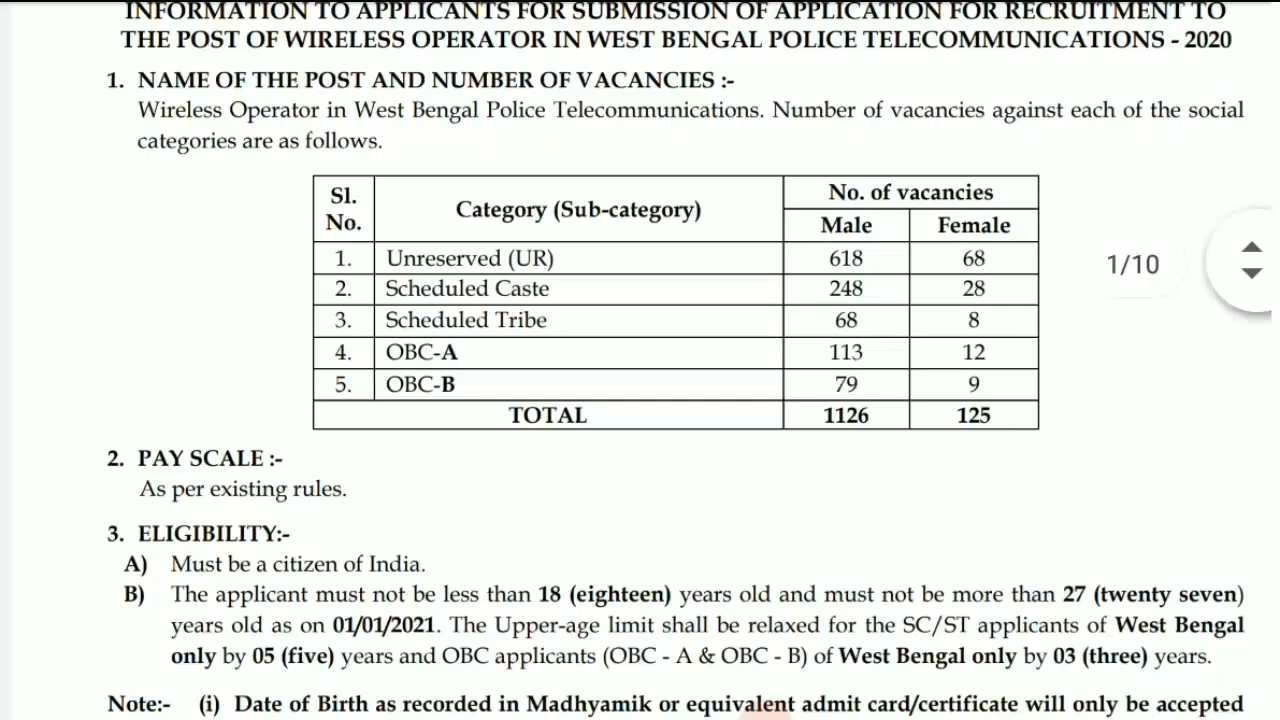 INFORMATION TO APPLICANTS FOR SUBMISSION OF APPLICATION FOR RECRUITMENT TO
THE POST OF WIRELESS OPERATOR IN WEST BENGAL POLICE TELECOMMUNICATIONS - 2020
1. NAME OF THE POST AND NUMBER OF VACANCIES :-
Wireless Operator in West Bengal Police Telecommunications. Number of vacancies against each of the social
categories are as follows.
Sl. No. Category (Sub-category) No. of vacancies
Male Female
1. Unreserved (UR) 618 68
2. Scheduled Caste 248 28
3. Scheduled Tribe 68 8
4. OBC-A 113 12
5. OBC-B 79 9
TOTAL 1126 125
1/10
2. PAY SCALE :-
As per existing rules.
3. ELIGIBILITY:-
A) Must be a citizen of India.
B) The applicant must not be less than 18 (eighteen) years old and must not be more than 27 (twenty seven)
years old as on 01/01/2021. The Upper-age limit shall be relaxed for the SC/ST applicants of West Bengal
only by 05 (five) years and OBC applicants (OBC - A & OBC - B) of West Bengal only by 03 (three) years.
Note:- (i) Date of Birth as recorded in Madhyamik or equivalent admit card/certificate will only be accepted